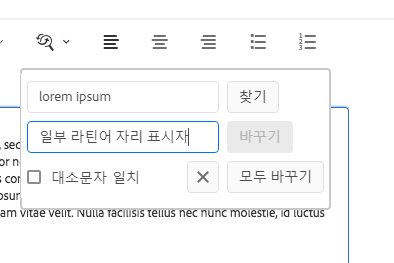 lorem ipsum 찾기
일부 라틴어 자리 표시자 바꾸기
대소문자 일치 모두 바꾸기
am vitae velit. Nulla facilisis tellus nec nunc molestie, id luctus